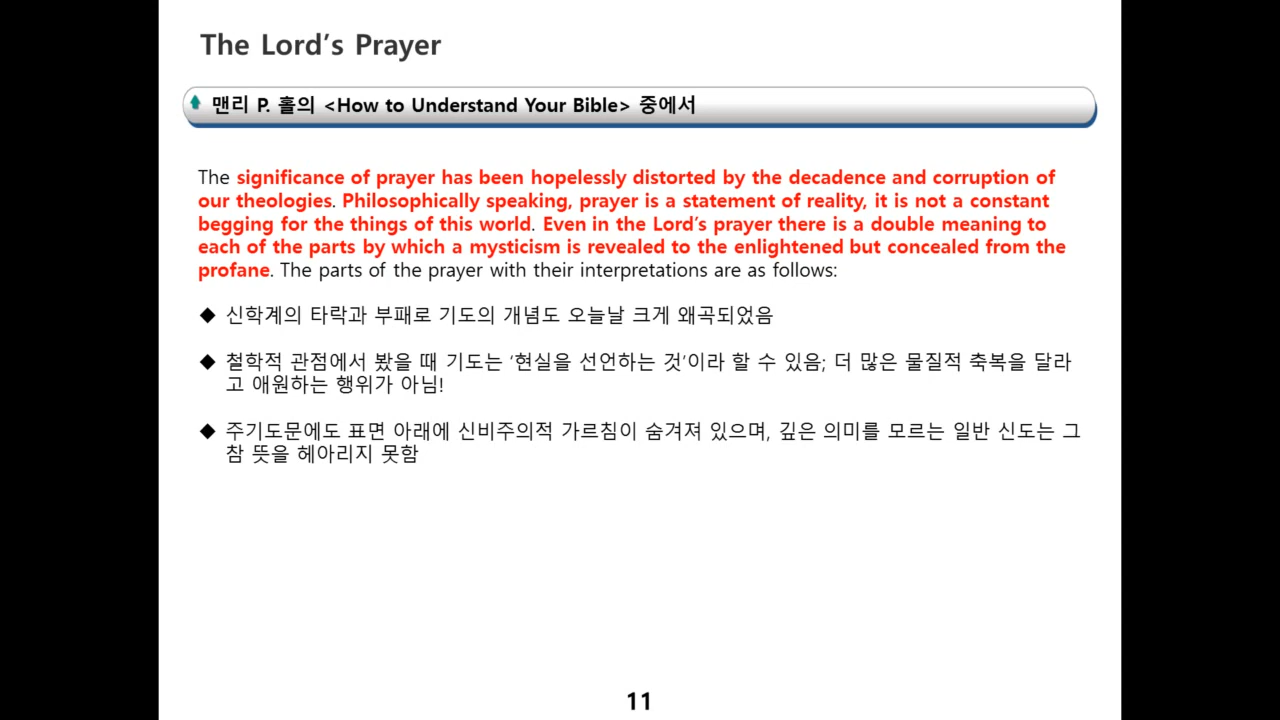 The Lord’s Prayer
맨리 P. 홀의 <How to Understand Your Bible> 중에서
The significance of prayer has been hopelessly distorted by the decadence and corruption of
our theologies. Philosophically speaking, prayer is a statement of reality, it is not a constant
begging for the things of this world. Even in the Lord’s prayer there is a double meaning to
each of the parts by which a mysticism is revealed to the enlightened but concealed from the
profane. The parts of the prayer with their interpretations are as follows:
◆ 신학계의 타락과 부패로 기도의 개념도 오늘날 크게 왜곡되었음
◆ 철학적 관점에서 봤을 때 기도는 ‘현실을 선언하는 것’이라 할 수 있음; 더 많은 물질적 축복을 달라
고 애원하는 행위가 아님!
◆ 주기도문에도 표면 아래에 신비주의적 가르침이 숨겨져 있으며, 깊은 의미를 모르는 일반 신도는 그
참 뜻을 헤아리지 못함
11